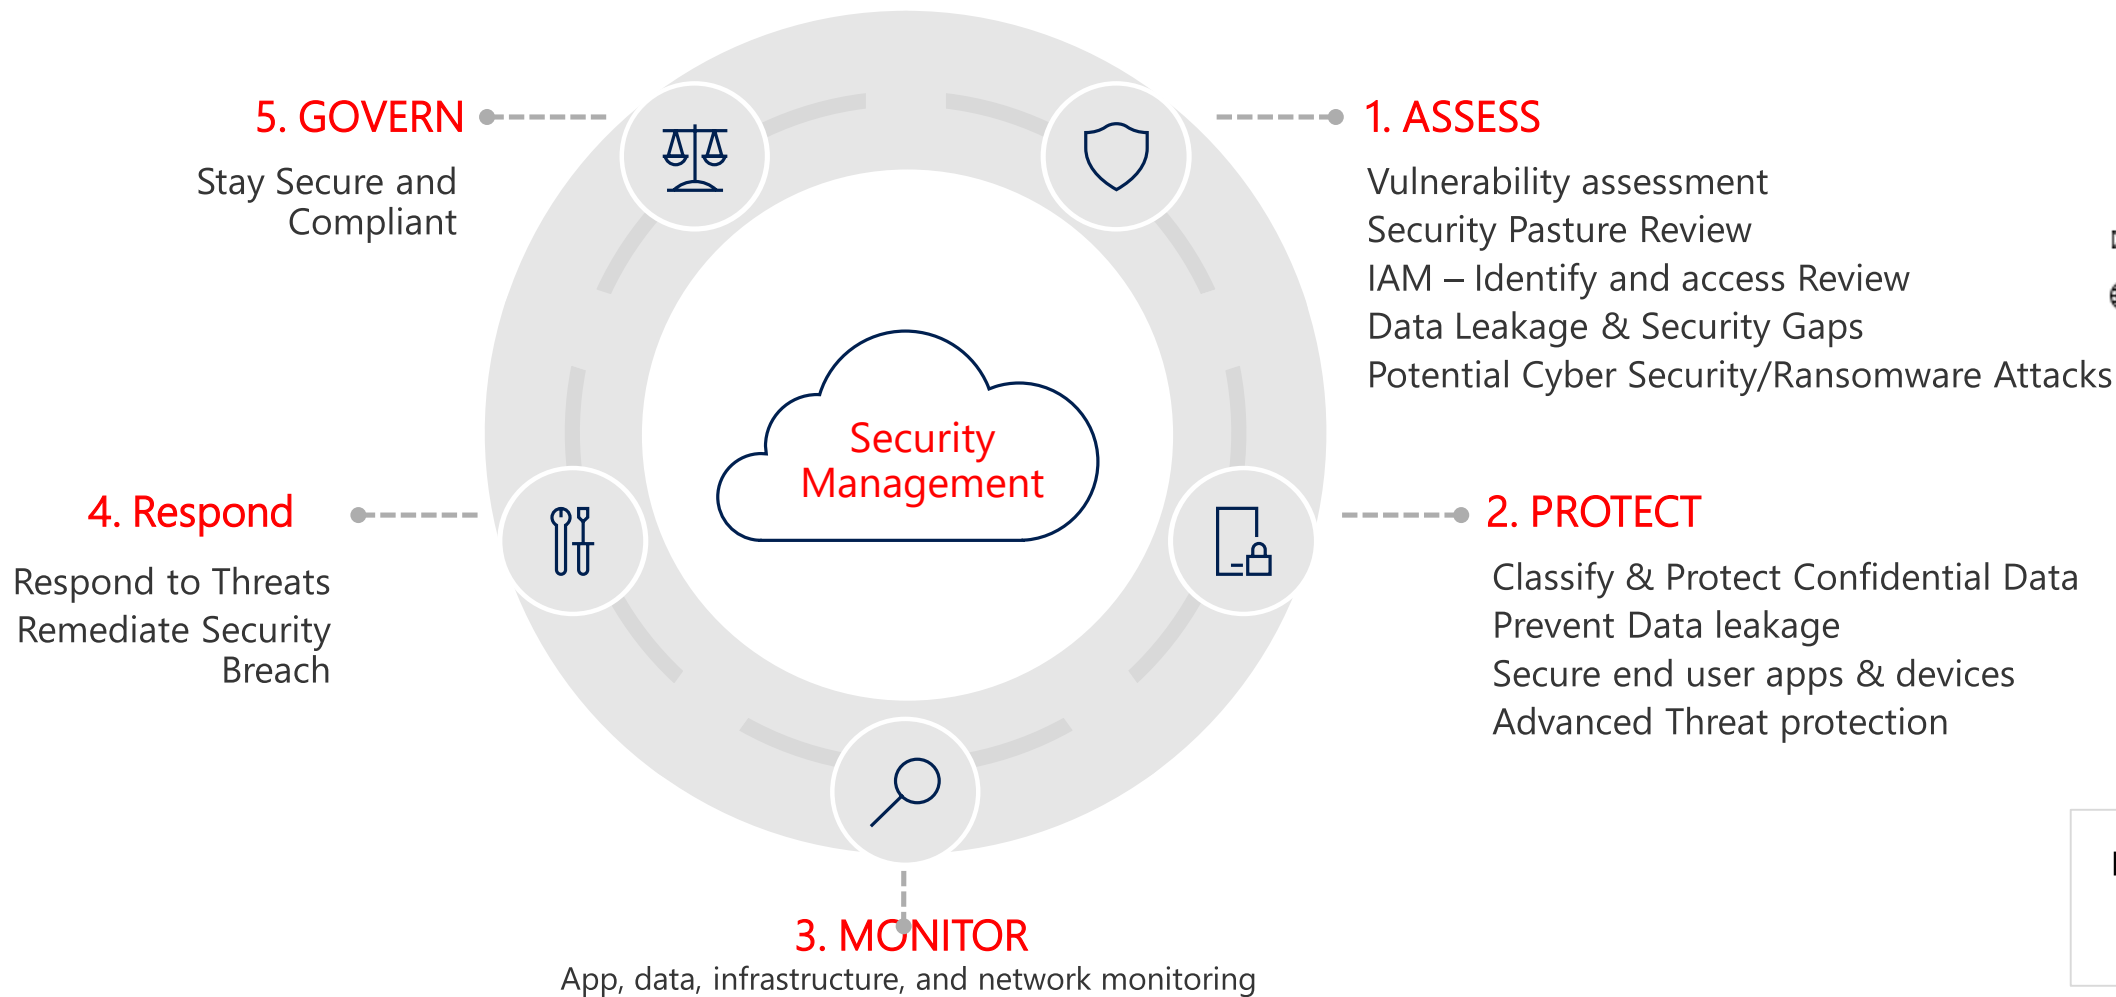 5. GOVERN
Stay Secure and
Compliant
1. ASSESS
Vulnerability assessment
Security Pasture Review
IAM – Identify and access Review
Data Leakage & Security Gaps
Potential Cyber Security/Ransomware Attacks
Security
Management
4. Respond
Respond to Threats
Remediate Security
Breach
2. PROTECT
Classify & Protect Confidential Data
Prevent Data leakage
Secure end user apps & devices
Advanced Threat protection
3. MONITOR
App, data, infrastructure, and network monitoring